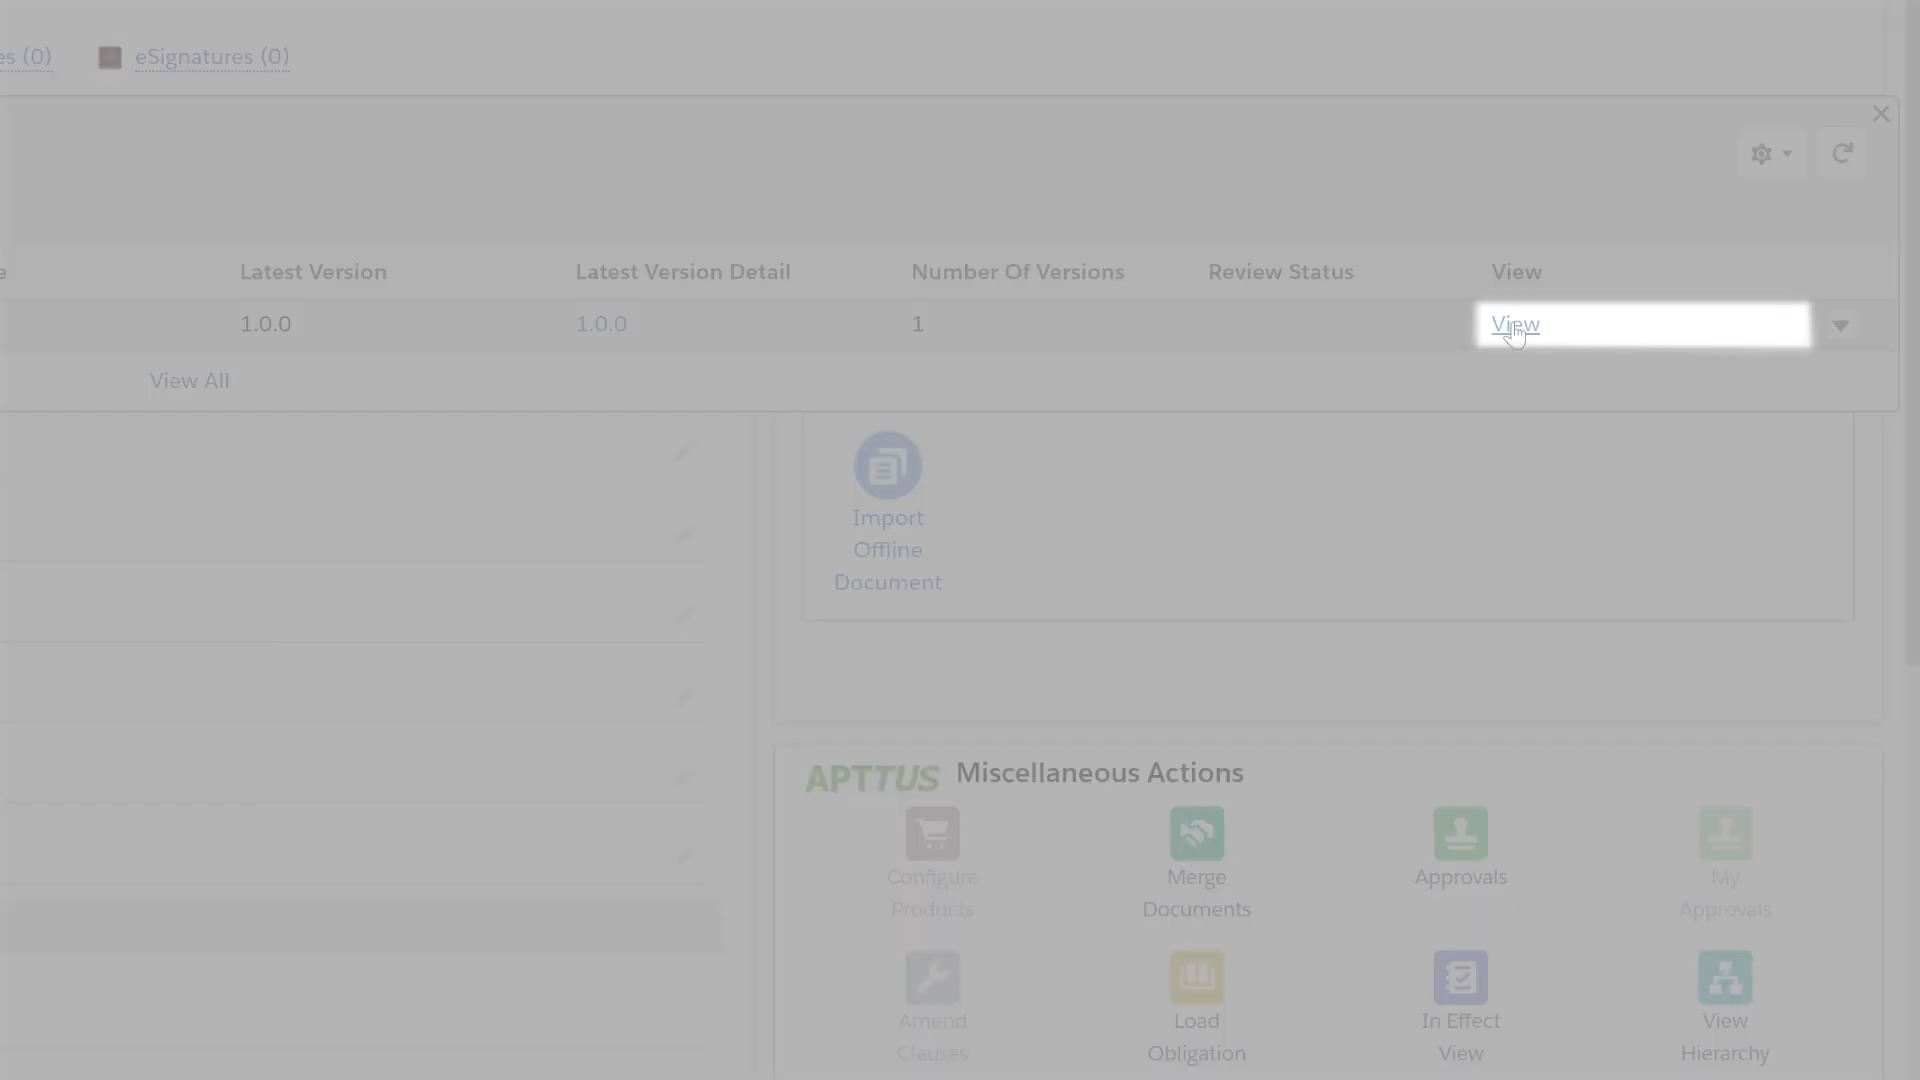 es (0) eSignatures (0)
e Latest Version Latest Version Detail Number Of Versions Review Status View
1.0.0 1.0.0 1 View
View All
Import
Offline
Document
APTTUS Miscellaneous Actions
Configure
Products
Merge
Documents
Approvals
My
Approvals
Amend
Clauses
Load
Obligation
In Effect
View
View
Hierarchy